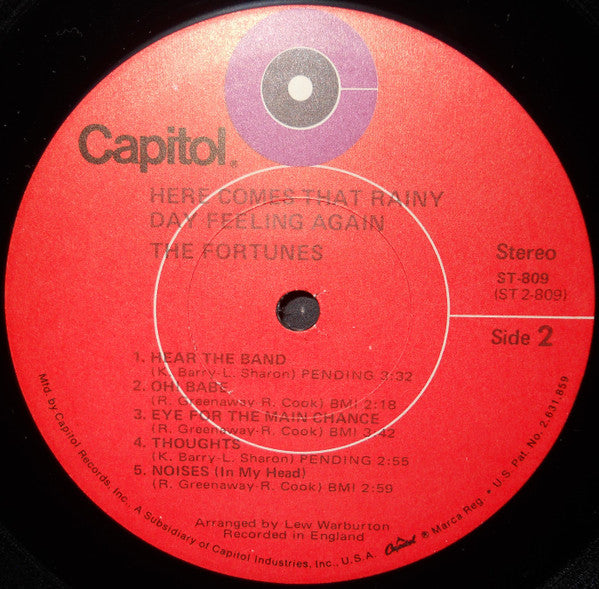 Capitol®
HERE COMES THAT RAINY
DAY FEELING AGAIN
THE FORTUNES
Stereo
ST-809
(ST 2-809)
Side 2
1. HEAR THE BAND
(K. Barry-L. Sharon) PENDING 3:32
2. OH! BABE
(R. Greenaway-R. Cook) BMI 2:18
3. EYE FOR THE MAIN CHANCE
(R. Greenaway-R. Cook) BMI 3:42
4. THOUGHTS
(K. Barry-L. Sharon) PENDING 2:55
5. NOISES (In My Head)
(R. Greenaway-R. Cook) BMI 2:59
Arranged by Lew Warburton
Recorded in England
Mfd. by Capitol Records, Inc., A Subsidiary of Capitol Industries, Inc., U.S.A. Capitol ® Marca Reg. • U.S. Pat. No. 2,631,859